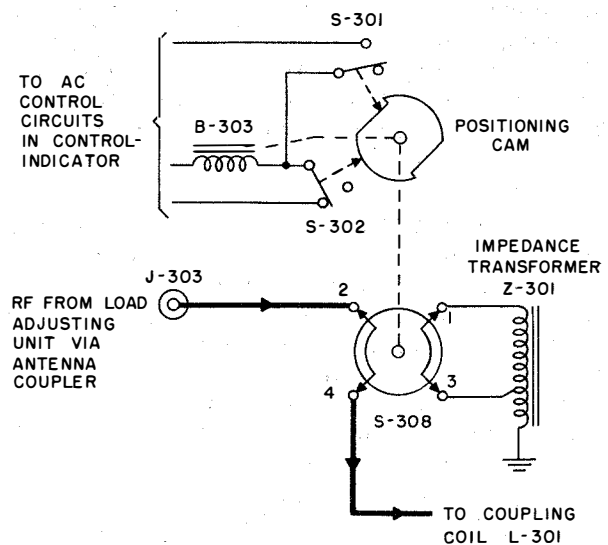 S-301
TO AC
CONTROL
CIRCUITS
IN CONTROL-
INDICATOR
B-303
POSITIONING
CAM
S-302
J-303
IMPEDANCE
TRANSFORMER
Z-301
RF FROM LOAD
ADJUSTING
UNIT VIA
ANTENNA
COUPLER
2
1
4
3
S-308
TO COUPLING
COIL L-301